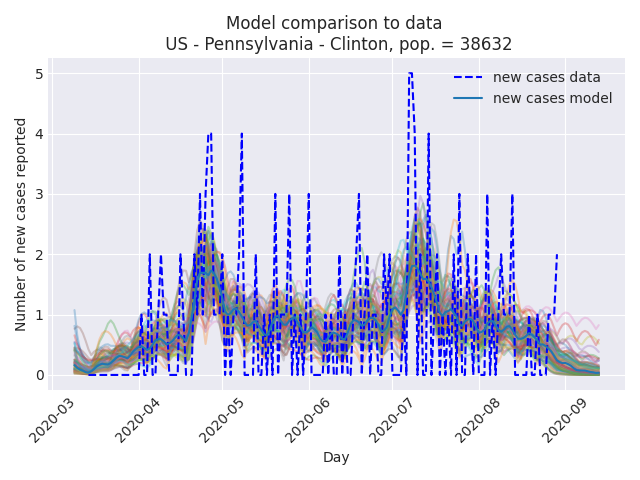 Model comparison to data
US - Pennsylvania - Clinton, pop. = 38632
new cases data
new cases model
Number of new cases reported
5
4
3
2
1
0
2020-03
2020-04
2020-05
2020-06
2020-07
2020-08
2020-09
Day